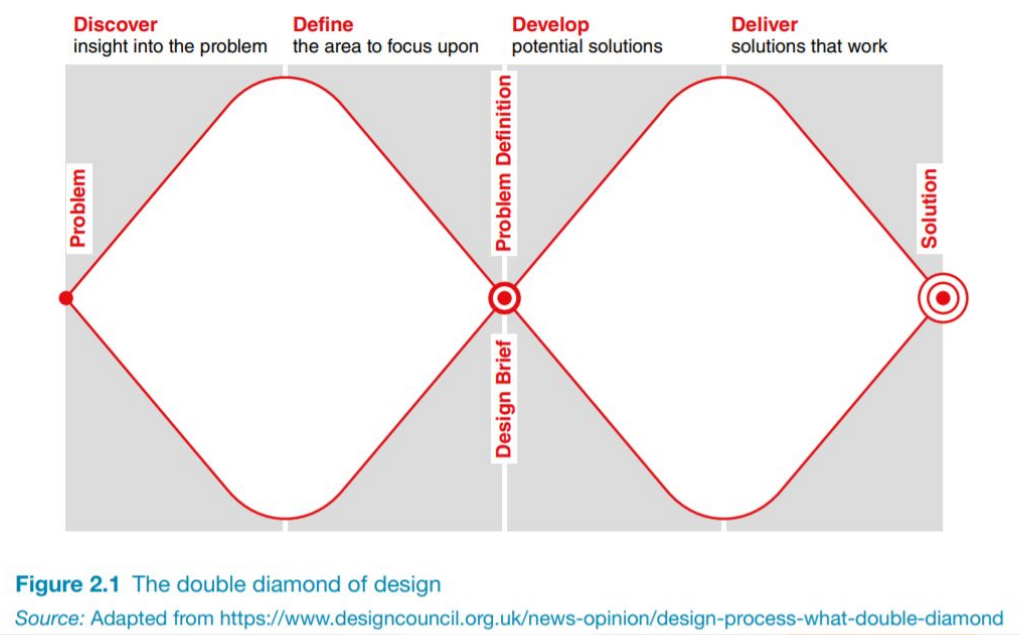 Discover
insight into the problem
Define
the area to focus upon
Develop
potential solutions
Deliver
solutions that work
Problem
Problem Definition
Design Brief
Solution
Figure 2.1 The double diamond of design
Source: Adapted from https://www.designcouncil.org.uk/news-opinion/design-process-what-double-diamond